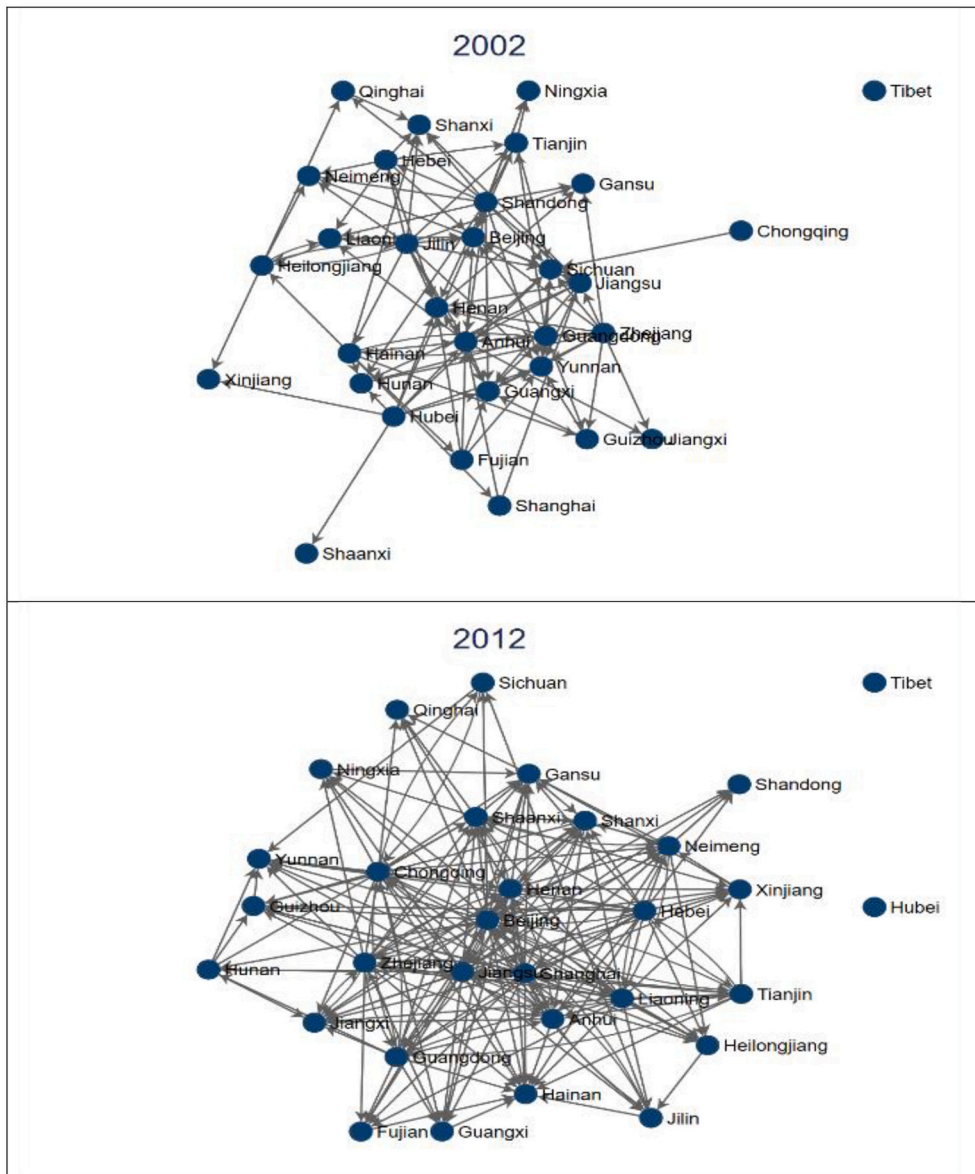 2002
Qinghai
Ningxia
Tibet
Shanxi
Tianjin
Hebei
Neimeng
Gansu
Shandong
Chongqing
Liaoni
Beijing
Jilin
Heilongjiang
Sichuan
Jiangsu
Henan
Zhejiang
Guangdong
Anhui
Hainan
Yunnan
Xinjiang
Hunan
Guangxi
Hubei
Guizhou
Jiangxi
Fujian
Shanghai
Shaanxi
2012
Sichuan
Tibet
Qinghai
Ningxia
Gansu
Shandong
Shaanxi
Shanxi
Neimeng
Yunnan
Chongqing
Henan
Xinjiang
Guizhou
Hebei
Hubei
Beijing
Zhejiang
Hunan
Jiangsu
Shanghai
Tianjin
Liaoning
Jiangxi
Anhui
Heilongjiang
Guangdong
Hainan
Jilin
Fujian
Guangxi